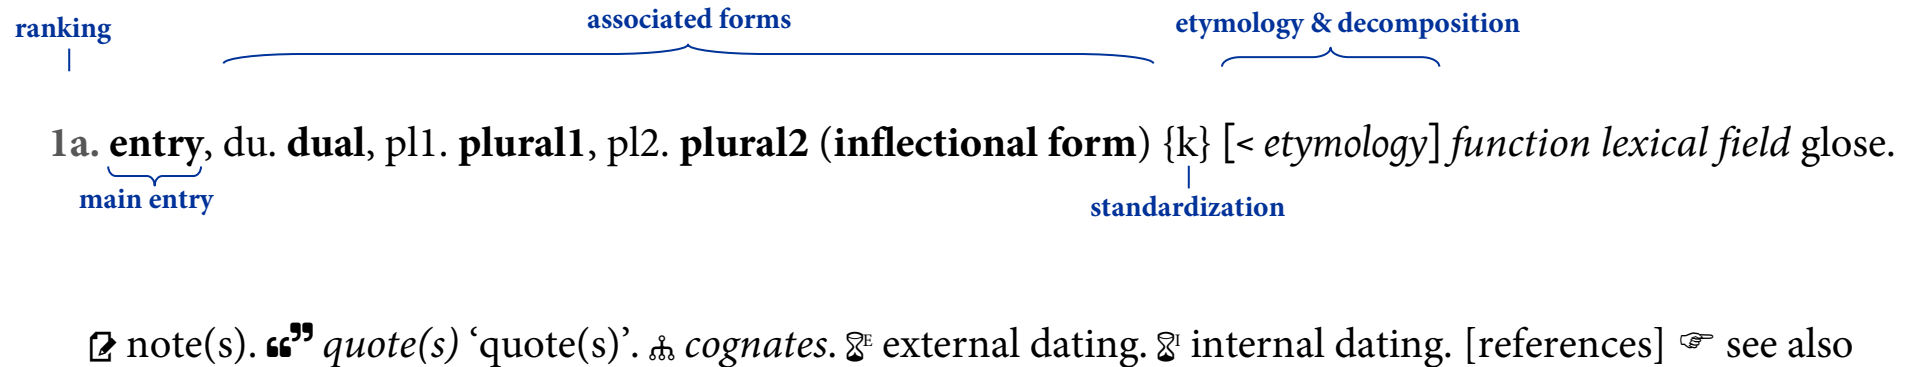 ranking associated forms etymology & decomposition
1a. entry, du. dual, pl1. plural1, pl2. plural2 (inflectional form) {k} [< etymology] function lexical field glose.
main entry standardization
note(s). ❝❞ quote(s) ‘quote(s)’. cognates. E external dating. I internal dating. [references] ☞ see also